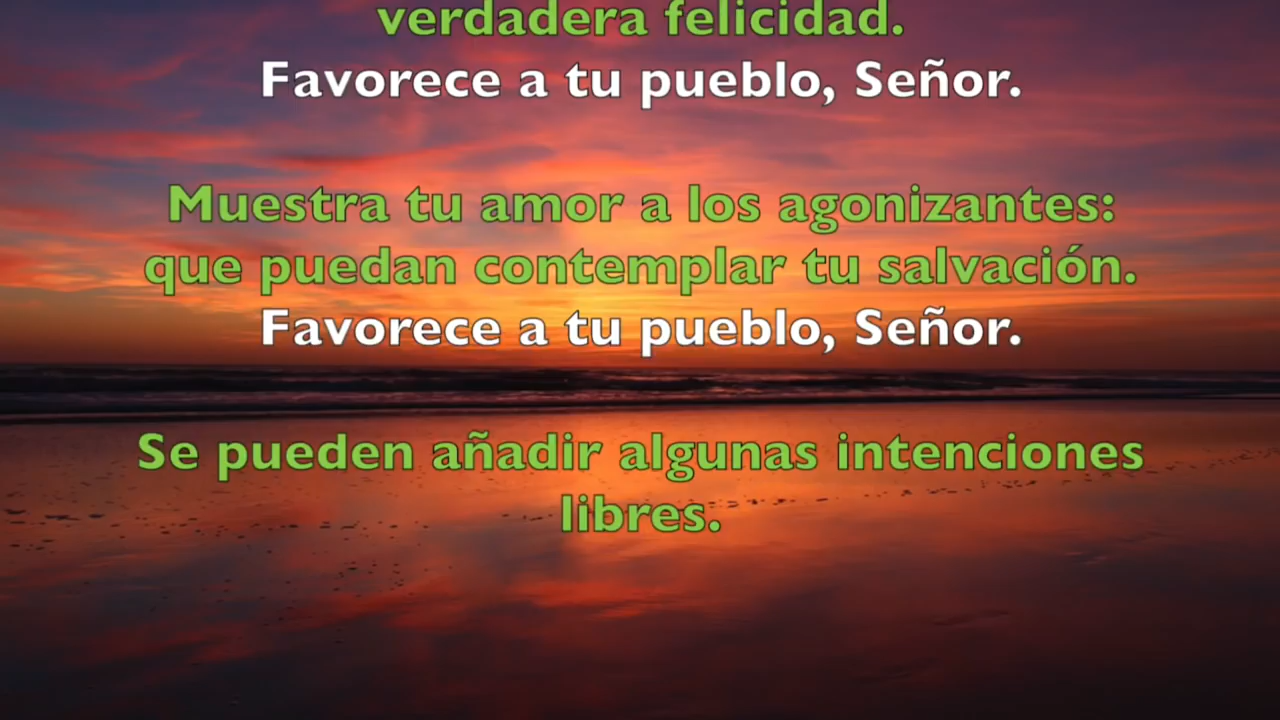 verdadera felicidad.
Favorece a tu pueblo, Señor.
Muestra tu amor a los agonizantes:
que puedan contemplar tu salvación.
Favorece a tu pueblo, Señor.
Se pueden añadir algunas intenciones
libres.